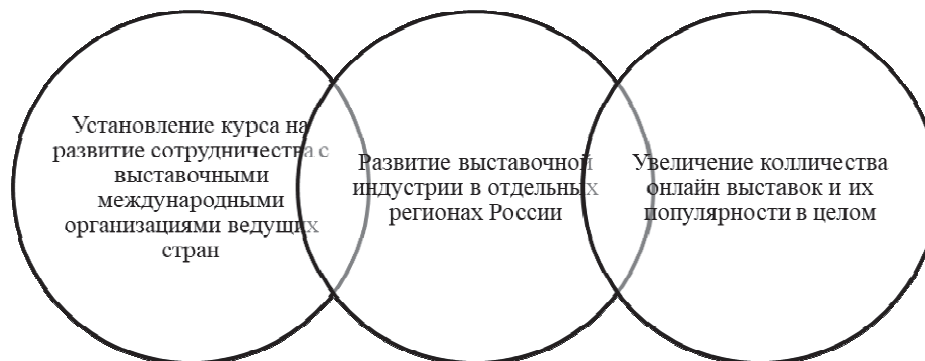 Установление курса на
развитие сотрудничества с
выставочными
международными
организациями ведущих
стран
Развитие выставочной
индустрии в отдельных
регионах России
Увеличение колличества
онлайн выставок и их
популярности в целом